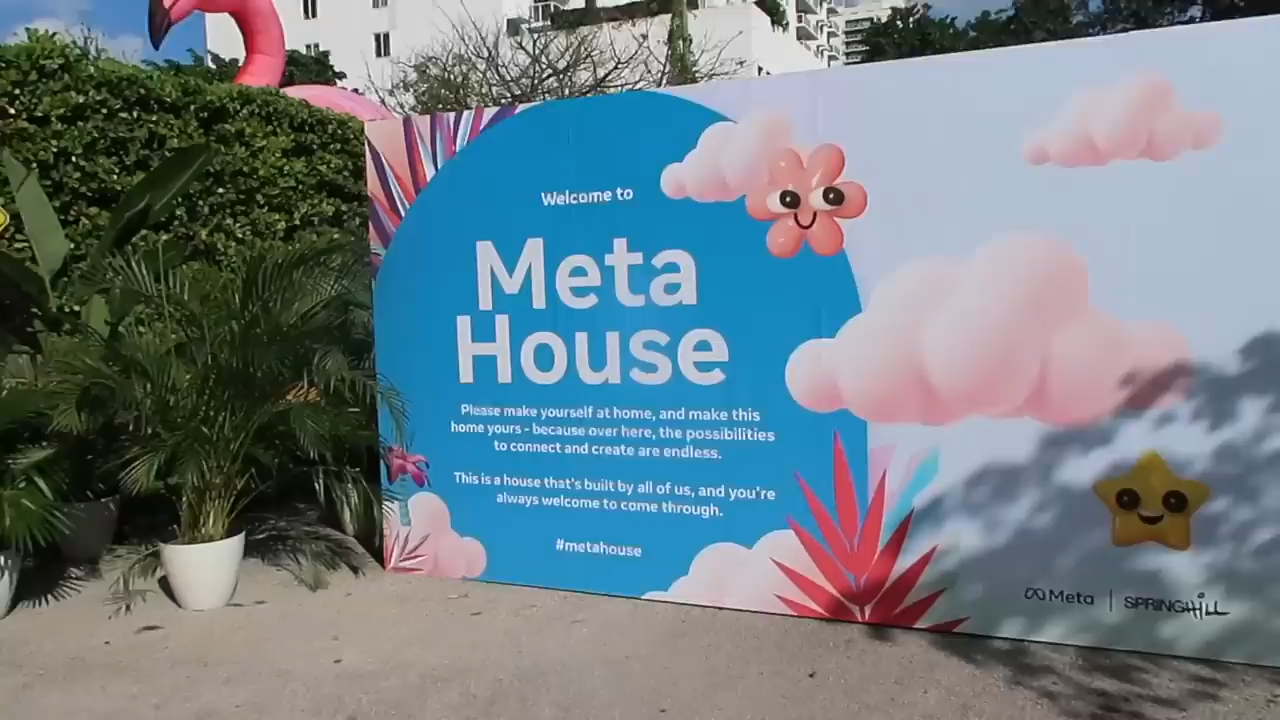 Welcome to
Meta
House
Please make yourself at home, and make this
home yours - because over here, the possibilities
to connect and create are endless.
This is a house that's built by all of us, and you're
always welcome to come through.
#metahouse
Meta | SPRINGHILL